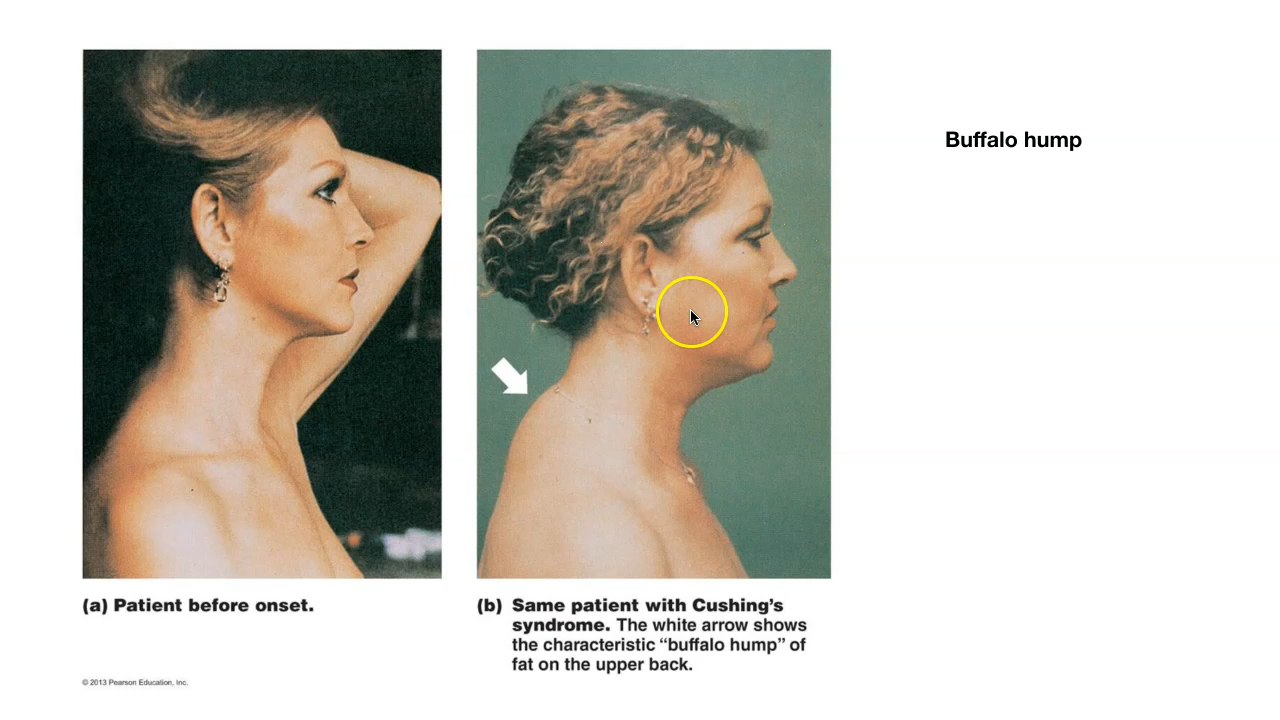 Buffalo hump
(a) Patient before onset.
(b) Same patient with Cushing’s
syndrome. The white arrow shows
the characteristic “buffalo hump” of
fat on the upper back.
© 2013 Pearson Education, Inc.